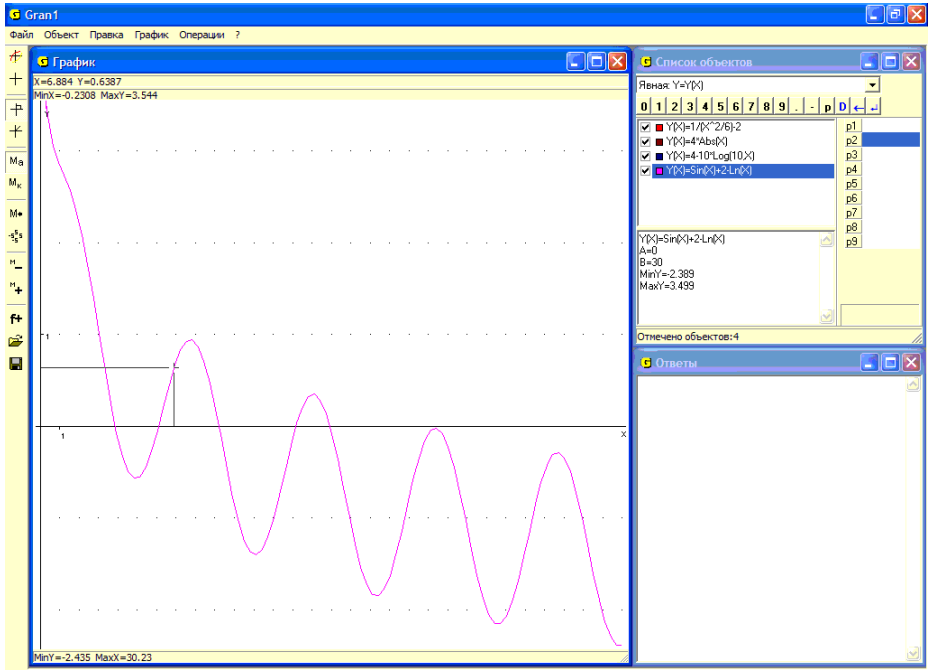 Gran1
Файл Объект Правка График Операции ?
График
X=6.884 Y=0.6387
MinX=-0.2308 MaxY=3.544
1
1
X
Y
MinY=-2.435 MaxX=30.23
Ma
Mк
M•
-s s s s
M –
M +
f+
Список объектов
Явная: Y=Y(X)
0 1 2 3 4 5 6 7 8 9 . - p D ← ↵
Y(X)=1/(X^2/6)-2
Y(X)=4*Abs(X)
Y(X)=4-10*Log(10,X)
Y(X)=Sin(X)+2-Ln(X)
p1
p2
p3
p4
p5
p6
p7
p8
p9
Y(X)=Sin(X)+2-Ln(X)
A=0
B=30
MinY=-2.389
MaxY=3.499
Отмечено объектов:4
Ответы